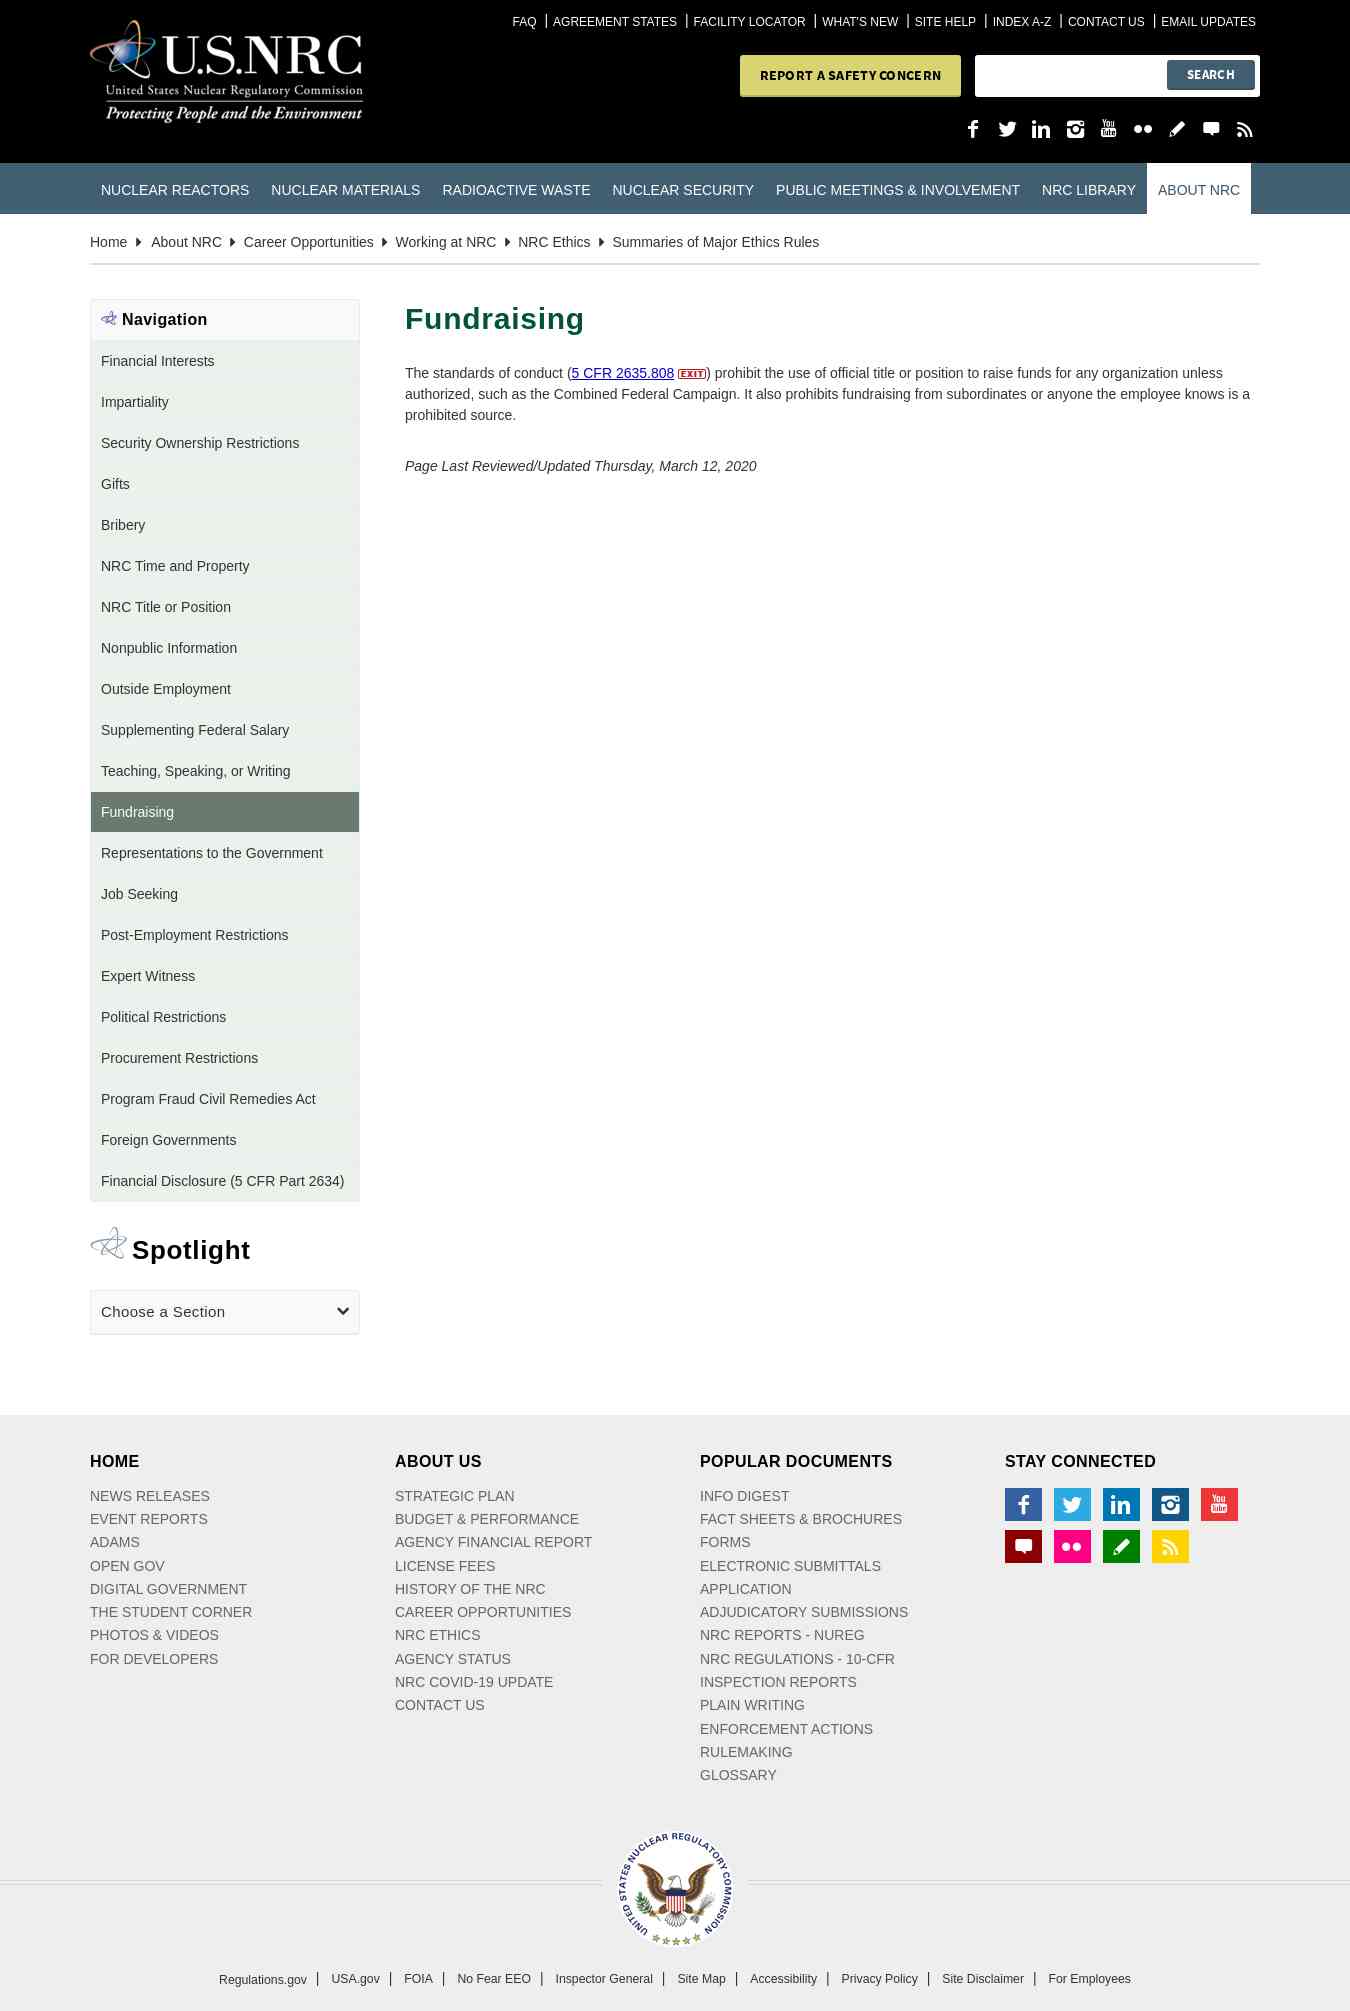 FAQ | AGREEMENT STATES | FACILITY LOCATOR | WHAT'S NEW | SITE HELP | INDEX A-Z | CONTACT US | EMAIL UPDATES
U.S.NRC
United States Nuclear Regulatory Commission
Protecting People and the Environment
REPORT A SAFETY CONCERN
SEARCH
You Tube
NUCLEAR REACTORS NUCLEAR MATERIALS RADIOACTIVE WASTE NUCLEAR SECURITY PUBLIC MEETINGS & INVOLVEMENT NRC LIBRARY ABOUT NRC
Home About NRC Career Opportunities Working at NRC NRC Ethics Summaries of Major Ethics Rules
Navigation
Financial Interests
Impartiality
Security Ownership Restrictions
Gifts
Bribery
NRC Time and Property
NRC Title or Position
Nonpublic Information
Outside Employment
Supplementing Federal Salary
Teaching, Speaking, or Writing
Fundraising
Representations to the Government
Job Seeking
Post-Employment Restrictions
Expert Witness
Political Restrictions
Procurement Restrictions
Program Fraud Civil Remedies Act
Foreign Governments
Financial Disclosure (5 CFR Part 2634)
Spotlight
Choose a Section
Fundraising
The standards of conduct (5 CFR 2635.808 EXIT) prohibit the use of official title or position to raise funds for any organization unless
authorized, such as the Combined Federal Campaign. It also prohibits fundraising from subordinates or anyone the employee knows is a
prohibited source.
Page Last Reviewed/Updated Thursday, March 12, 2020
HOME
NEWS RELEASES
EVENT REPORTS
ADAMS
OPEN GOV
DIGITAL GOVERNMENT
THE STUDENT CORNER
PHOTOS & VIDEOS
FOR DEVELOPERS
ABOUT US
STRATEGIC PLAN
BUDGET & PERFORMANCE
AGENCY FINANCIAL REPORT
LICENSE FEES
HISTORY OF THE NRC
CAREER OPPORTUNITIES
NRC ETHICS
AGENCY STATUS
NRC COVID-19 UPDATE
CONTACT US
POPULAR DOCUMENTS
INFO DIGEST
FACT SHEETS & BROCHURES
FORMS
ELECTRONIC SUBMITTALS
APPLICATION
ADJUDICATORY SUBMISSIONS
NRC REPORTS - NUREG
NRC REGULATIONS - 10-CFR
INSPECTION REPORTS
PLAIN WRITING
ENFORCEMENT ACTIONS
RULEMAKING
GLOSSARY
STAY CONNECTED
You Tube
UNITED STATES NUCLEAR REGULATORY COMMISSION
Regulations.gov | USA.gov | FOIA | No Fear EEO | Inspector General | Site Map | Accessibility | Privacy Policy | Site Disclaimer | For Employees